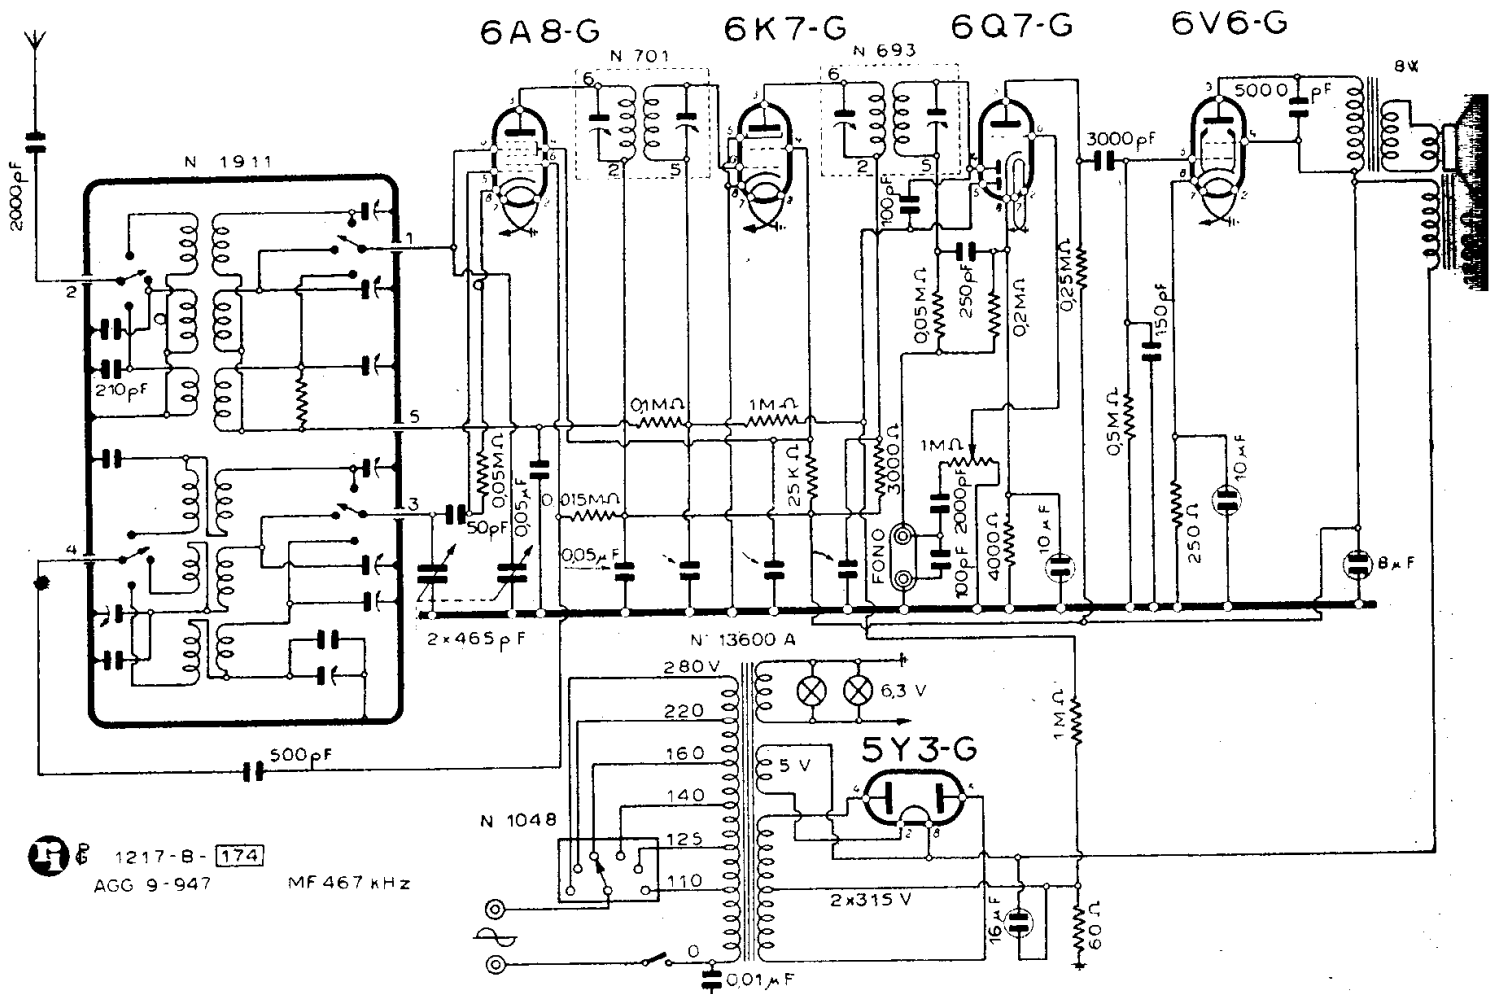 6A8-G
6K7-G
6Q7-G
6V6-G
N 701
N 693
8W
5000 pF
6
2
5
6
2
5
3000 pF
2000pF
N 1911
1
2
210pF
5
3
4
100pF
0,05MΩ
250pF
0,2MΩ
0,25MΩ
150pF
0,1MΩ
1MΩ
0,5MΩ
0,05MΩ
50pF
0,05µF
0,015MΩ
25KΩ
3000Ω
1MΩ
2000pF
FONO
100pF
4000Ω
10µF
250Ω
10µF
8µF
0,05µF
2×465pF
N° 13600 A
280V
220
160
140
125
110
0
6,3 V
5 V
5Y3-G
1MΩ
500pF
N 1048
2×315 V
16µF
60Ω
0,01µF
1217-B-174
AGG 9-947
MF 467 kHz